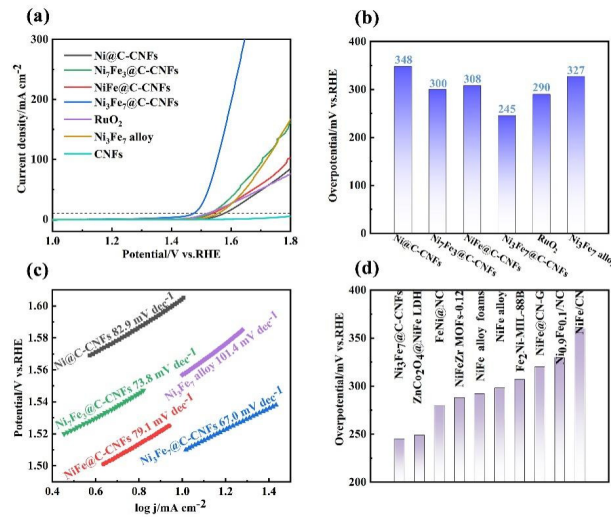 (a)
Current density/mA cm⁻²
300
250
200
150
100
50
0
Ni@C-CNFs
Ni₇Fe₃@C-CNFs
NiFe@C-CNFs
Ni₃Fe₇@C-CNFs
RuO₂
Ni₃Fe₇ alloy
CNFs
1.0
1.2
1.4
1.6
1.8
Potential/V vs.RHE
(b)
Overpotential/mV vs.RHE
400
300
200
100
0
348
300
308
245
290
327
Ni@C-CNFs
Ni₇Fe₃@C-CNFs
NiFe@C-CNFs
Ni₃Fe₇@C-CNFs
RuO₂
Ni₃Fe₇ alloy
(c)
Potential/V vs.RHE
1.60
1.58
1.56
1.54
1.52
1.50
Ni@C-CNFs 82.9 mV dec⁻¹
Ni₃Fe₇ alloy 101.4 mV dec⁻¹
Ni₇Fe₃@C-CNFs 73.8 mV dec⁻¹
NiFe@C-CNFs 79.1 mV dec⁻¹
Ni₃Fe₇@C-CNFs 67.0 mV dec⁻¹
0.4
0.6
0.8
1.0
1.2
1.4
log j/mA cm⁻²
(d)
Overpotential/mV vs.RHE
400
350
300
250
200
Ni₃Fe₇@C-CNFs
ZnCo₂O₄@NiFe LDH
FeNi@NC
NiFeZr MOFs-0.12
NiFe alloy foams
NiFe alloy
Fe₂Ni-MIL-88B
NiFe@CN-G
Ni₀.₉Fe₀.₁/NC
NiFe/CN